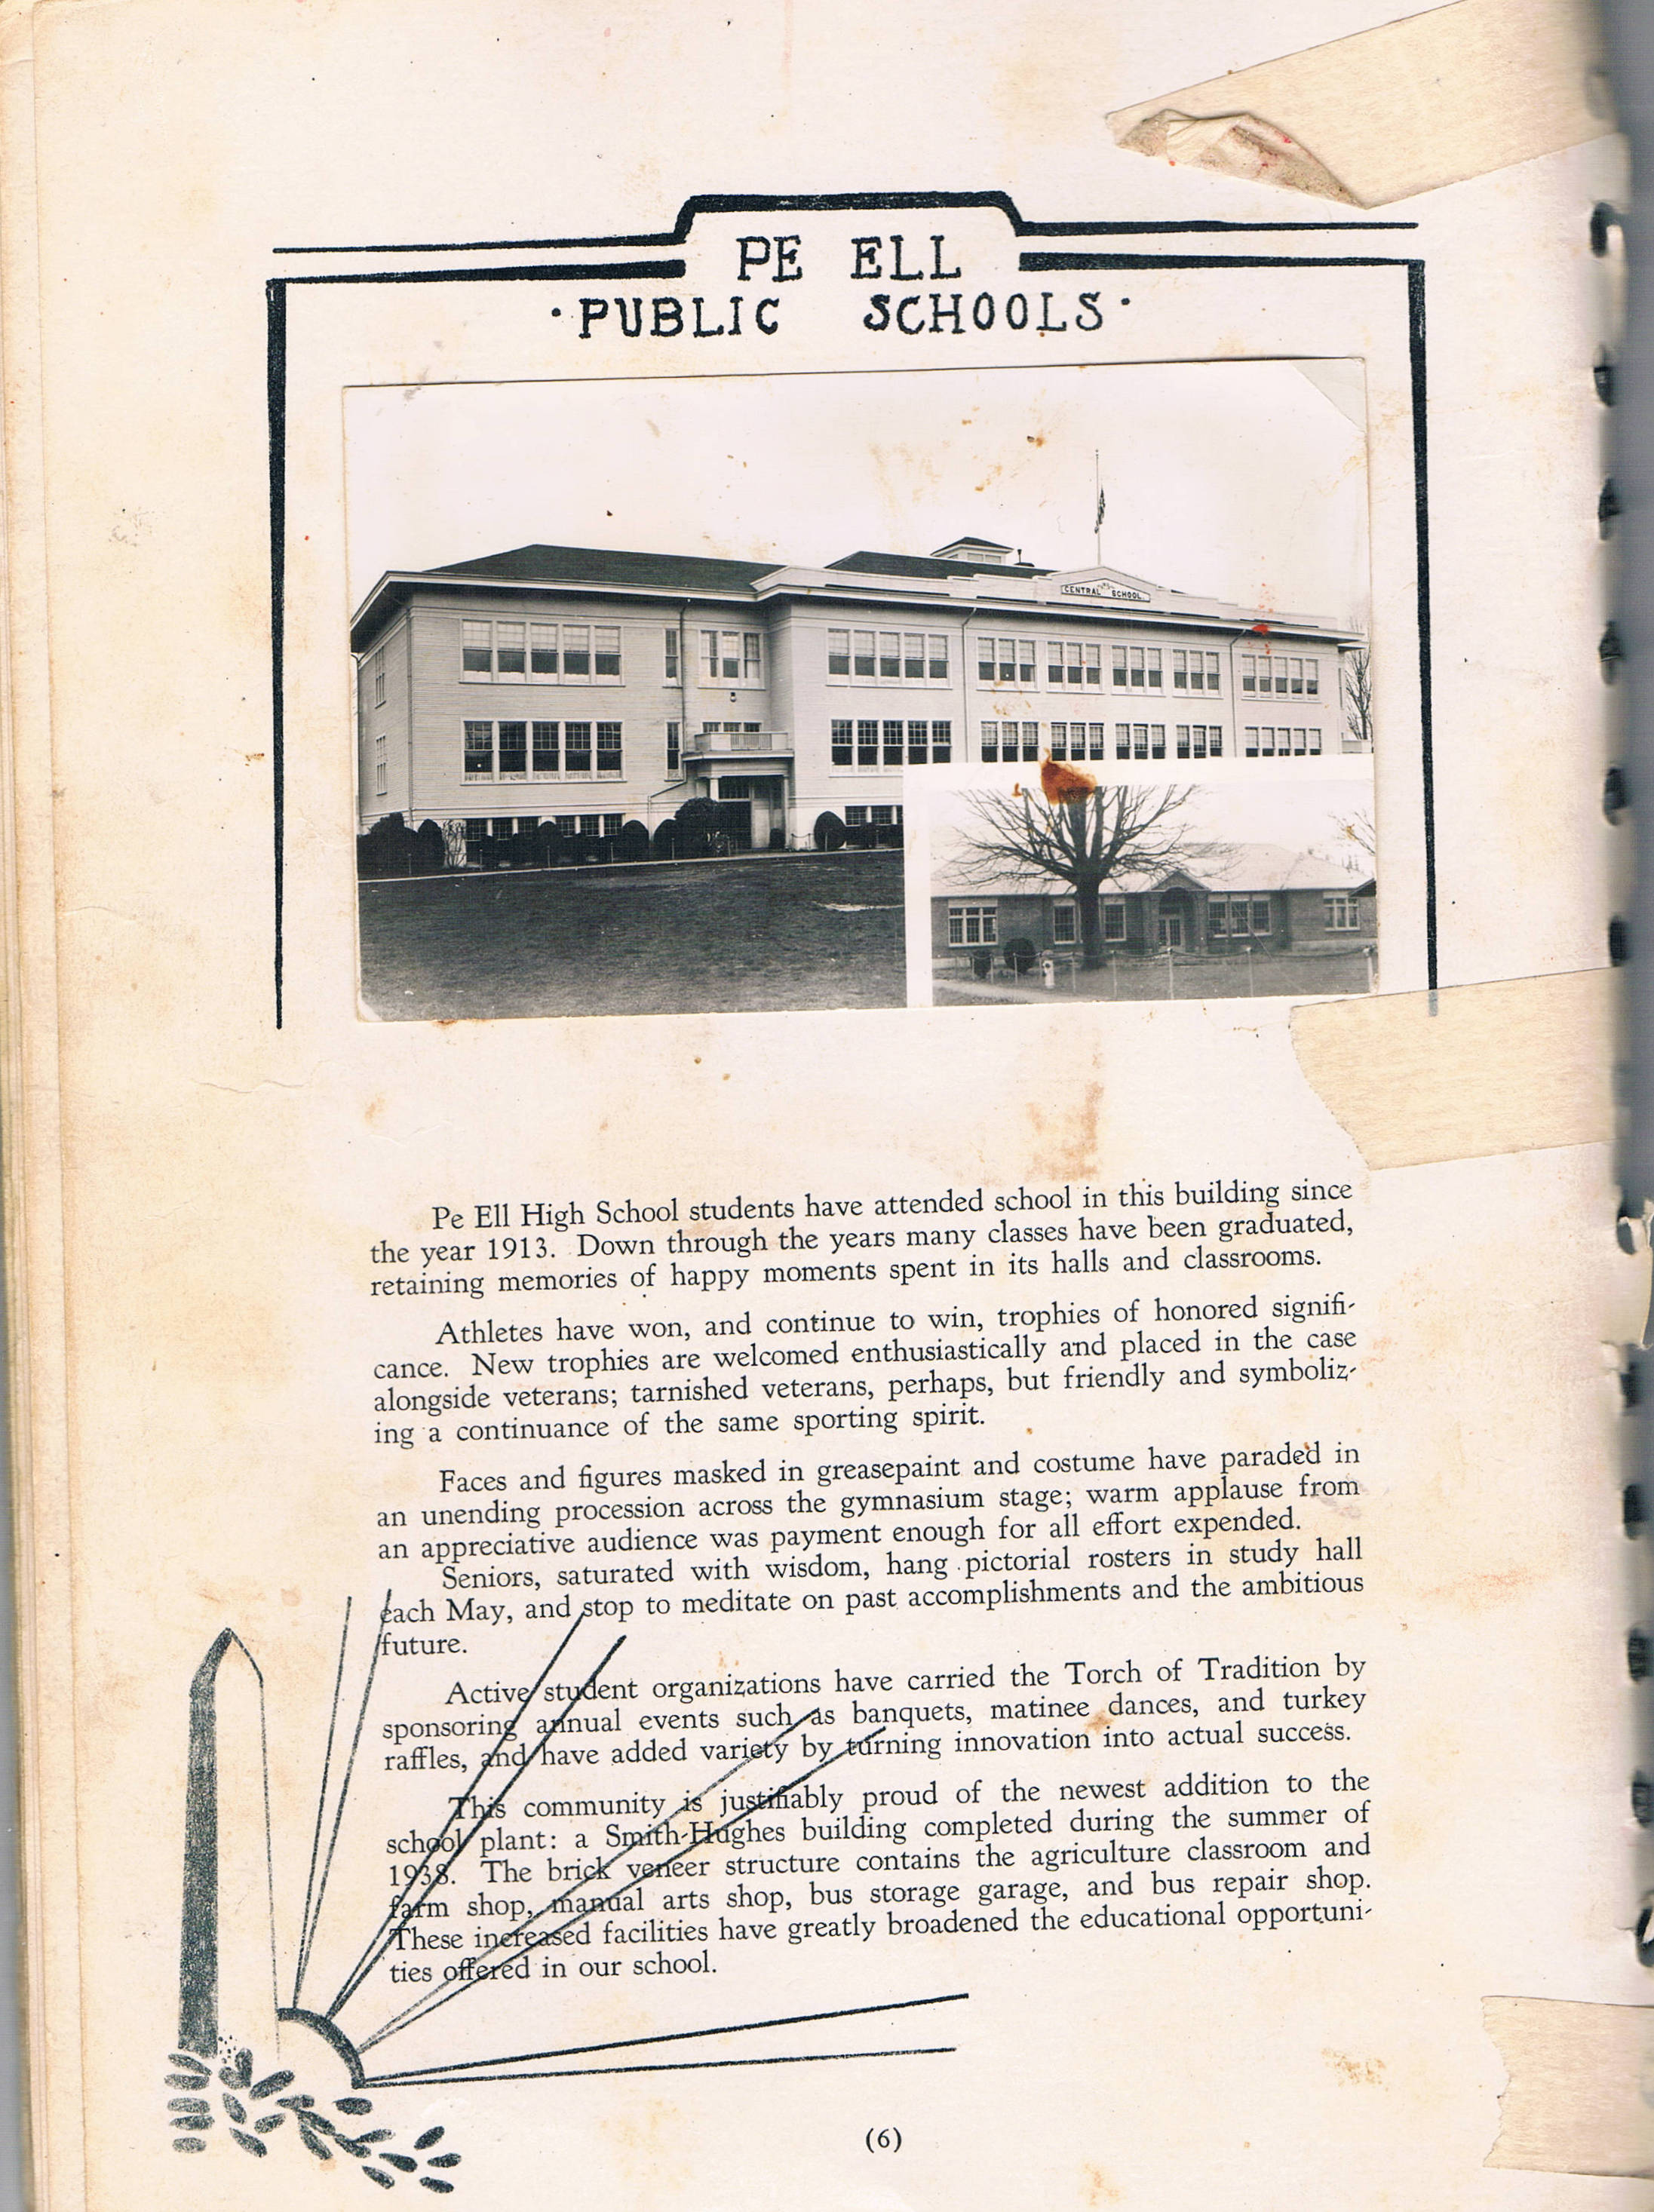 PE ELL
· PUBLIC SCHOOLS ·
CENTRAL SCHOOL.
Pe Ell High School students have attended school in this building since
the year 1913. Down through the years many classes have been graduated,
retaining memories of happy moments spent in its halls and classrooms.
Athletes have won, and continue to win, trophies of honored signifi-
cance. New trophies are welcomed enthusiastically and placed in the case
alongside veterans; tarnished veterans, perhaps, but friendly and symboliz-
ing a continuance of the same sporting spirit.
Faces and figures masked in greasepaint and costume have paraded in
an unending procession across the gymnasium stage; warm applause from
an appreciative audience was payment enough for all effort expended.
Seniors, saturated with wisdom, hang pictorial rosters in study hall
each May, and stop to meditate on past accomplishments and the ambitious
future.
Active student organizations have carried the Torch of Tradition by
sponsoring annual events such as banquets, matinee dances, and turkey
raffles, and have added variety by turning innovation into actual success.
This community is justifiably proud of the newest addition to the
school plant: a Smith-Hughes building completed during the summer of
1938. The brick veneer structure contains the agriculture classroom and
farm shop, manual arts shop, bus storage garage, and bus repair shop.
These increased facilities have greatly broadened the educational opportuni-
ties offered in our school.
(6)